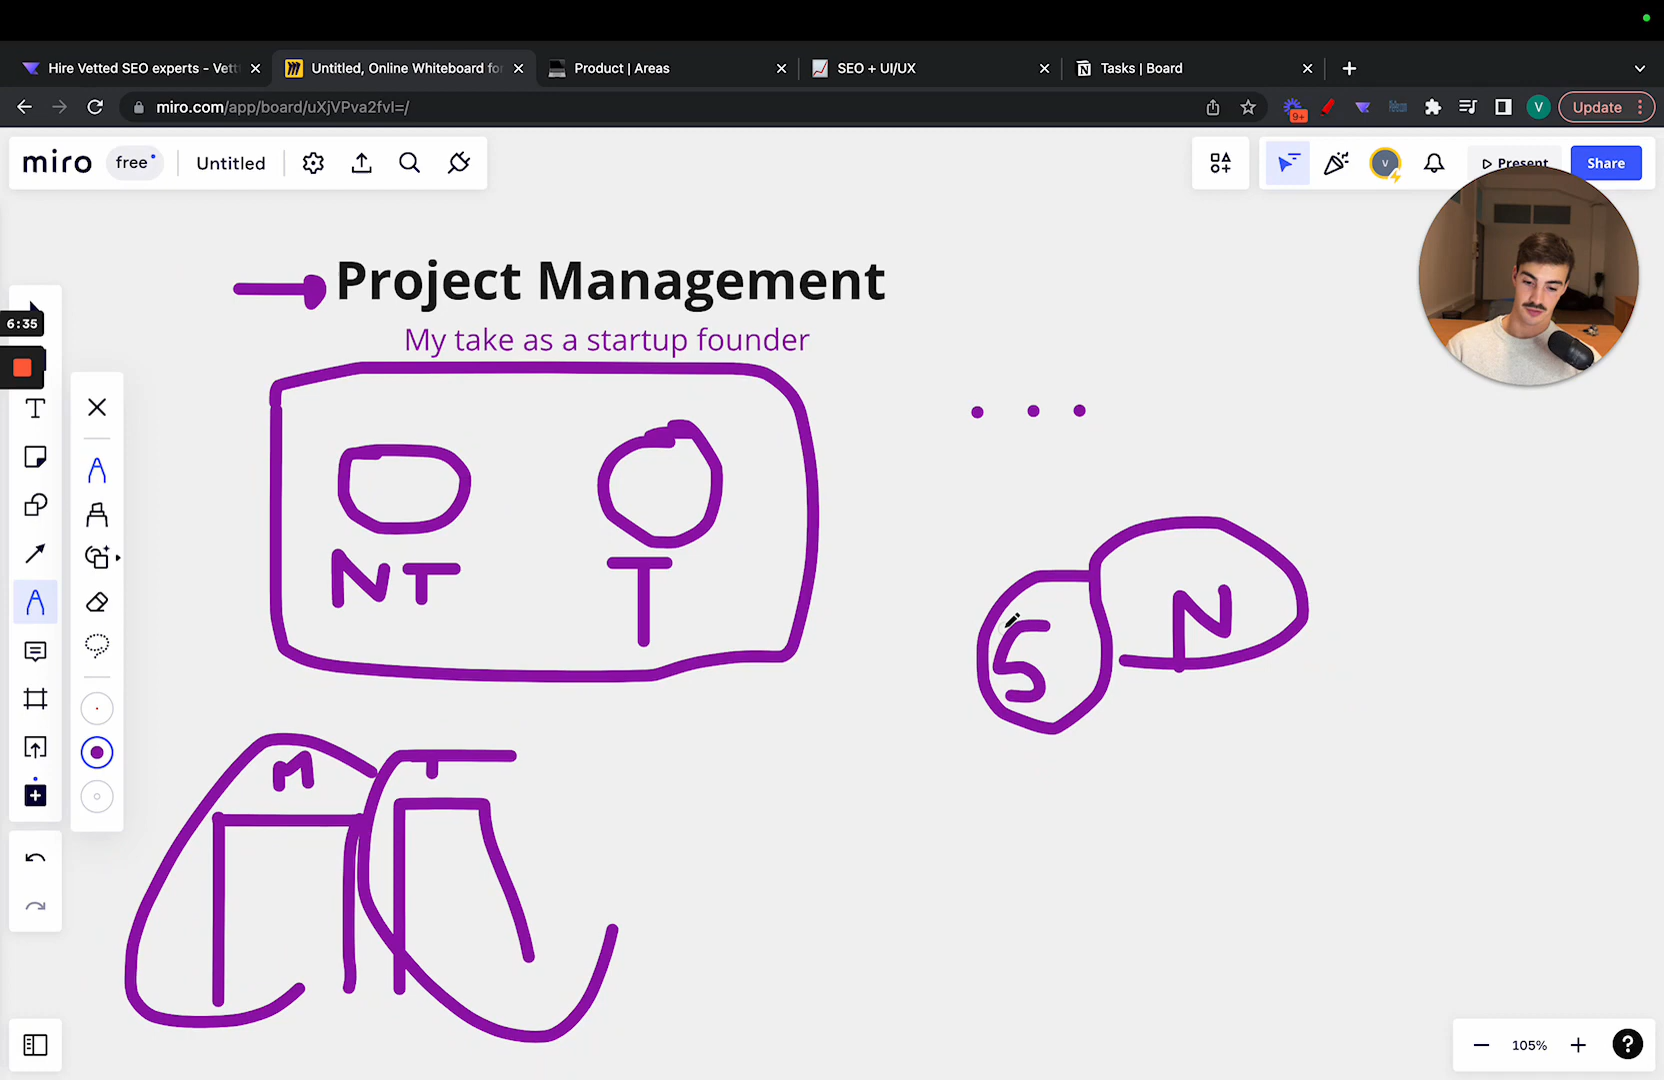 Hire Vetted SEO experts - Vett
Untitled, Online Whiteboard fo
Product | Areas
SEO + UI/UX
Tasks | Board
miro.com/app/board/uXjVPva2fvI=/
9+
V
Update
miro
free
Untitled
V
Present
Share
Project Management
My take as a startup founder
6:35
T
NT
T
S
N
M
T
105%
?